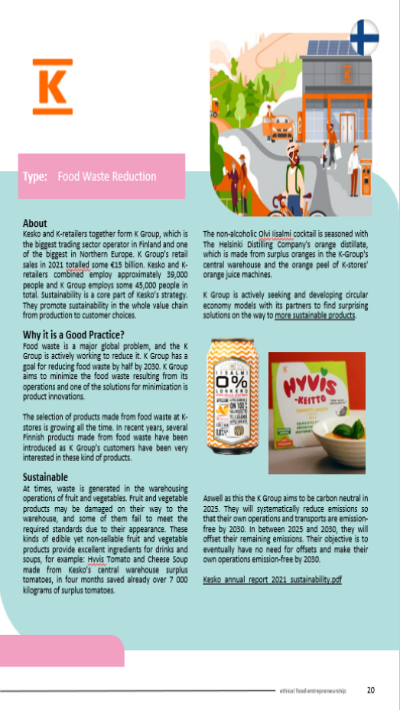 K
K
Type: Food Waste Reduction
About
Kesko and K-retailers together form K Group, which is
the biggest trading sector operator in Finland and one
of the biggest in Northern Europe. K Group's retail
sales in 2021 totalled some €15 billion. Kesko and K-
retailers combined employ approximately 39,000
people and K Group employs some 45,000 people in
total. Sustainability is a core part of Kesko's strategy.
They promote sustainability in the whole value chain
from production to customer choices.
Why it is a Good Practice?
Food waste is a major global problem, and the K
Group is actively working to reduce it. K Group has a
goal for reducing food waste by half by 2030. K Group
aims to minimize the food waste resulting from its
operations and one of the solutions for minimization is
product innovations.
The selection of products made from food waste at K-
stores is growing all the time. In recent years, several
Finnish products made from food waste have been
introduced as K Group's customers have been very
interested in these kind of products.
Sustainable
At times, waste is generated in the warehousing
operations of fruit and vegetables. Fruit and vegetable
products may be damaged on their way to the
warehouse, and some of them fail to meet the
required standards due to their appearance. These
kinds of edible yet non-sellable fruit and vegetable
products provide excellent ingredients for drinks and
soups, for example: Hyvis Tomato and Cheese Soup
made from Kesko's central warehouse surplus
tomatoes, in four months saved already over 7 000
kilograms of surplus tomatoes.
The non-alcoholic Olvi Iisalmi cocktail is seasoned with
The Helsinki Distilling Company's orange distillate,
which is made from surplus oranges in the K-Group's
central warehouse and the orange peel of K-stores'
orange juice machines.
K Group is actively seeking and developing circular
economy models with its partners to find surprising
solutions on the way to more sustainable products.
IISALMI
0%
HYVIS
-KEITTO
Aswell as this the K Group aims to be carbon neutral in
2025. They will systematically reduce emissions so
that their own operations and transports are emission-
free by 2030. In between 2025 and 2030, they will
offset their remaining emissions. Their objective is to
eventually have no need for offsets and make their
own operations emission-free by 2030.
Kesko annual report 2021 sustainability.pdf
ethical food entrepreneurship 20